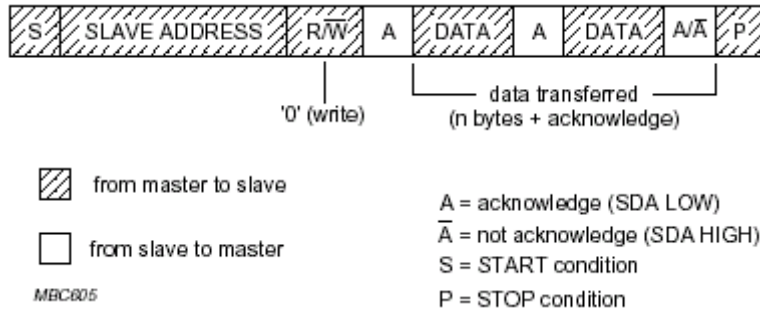 S SLAVE ADDRESS R/W̅ A DATA A DATA A/A̅ P
'0' (write)
data transferred
(n bytes + acknowledge)
from master to slave
from slave to master
A = acknowledge (SDA LOW)
A̅ = not acknowledge (SDA HIGH)
S = START condition
P = STOP condition
MBC605